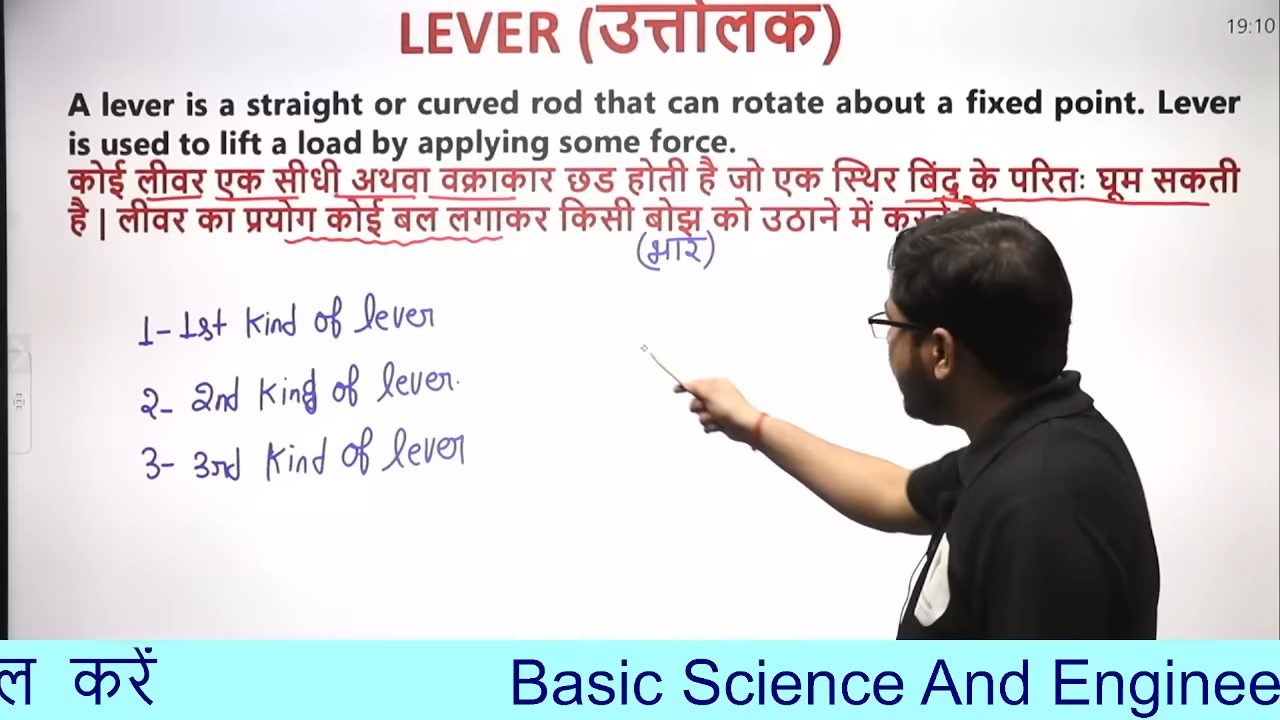 LEVER (उत्तोलक)
19:10
A lever is a straight or curved rod that can rotate about a fixed point. Lever
is used to lift a load by applying some force.
कोई लीवर एक सीधी अथवा वक्राकार छड होती है जो एक स्थिर बिंदु के परितः घूम सकती
है | लीवर का प्रयोग कोई बल लगाकर किसी बोझ को उठाने में
(भार)
1- 1st kind of lever
2- 2nd kind of lever.
3- 3rd kind of lever
करें Basic Science And Enginee